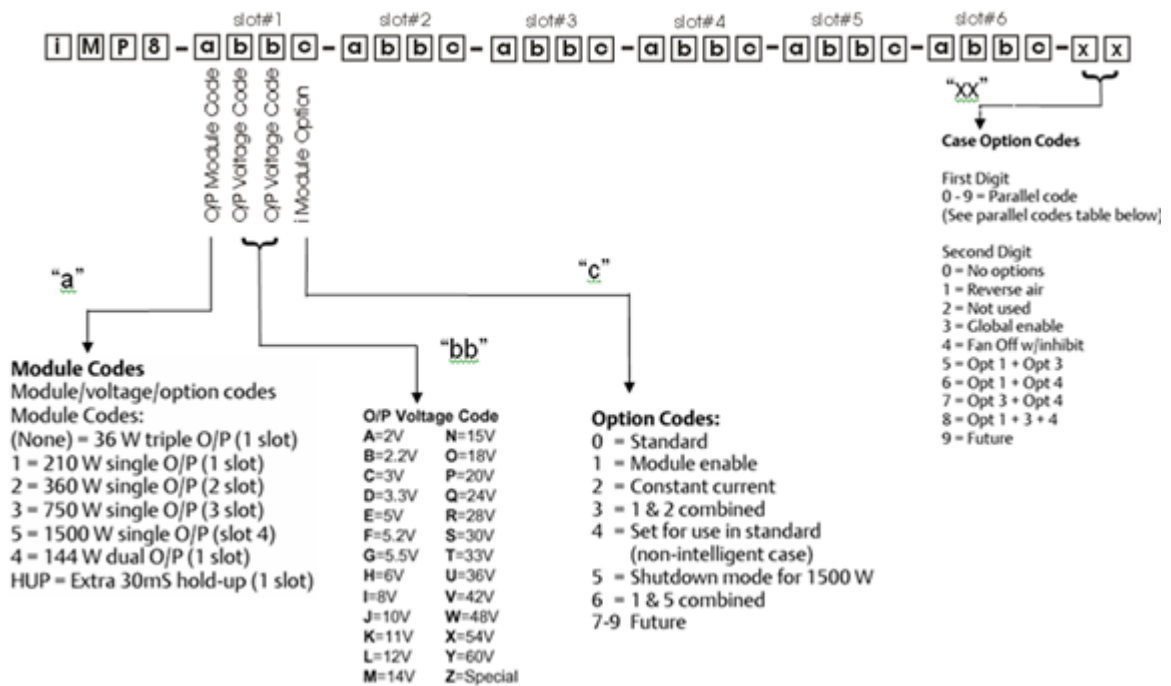 slot#1 slot#2 slot#3 slot#4 slot#5 slot#6
i M P 8 - a b b c - a b b c - a b b c - a b b c - a b b c - a b b c - x x
O/P Module Code
O/P Voltage Code
O/P Voltage Code
i Module Option
"xx"
Case Option Codes
First Digit
0 - 9 = Parallel code
(See parallel codes table below)
Second Digit
0 = No options
1 = Reverse air
2 = Not used
3 = Global enable
4 = Fan Off w/inhibit
5 = Opt 1 + Opt 3
6 = Opt 1 + Opt 4
7 = Opt 3 + Opt 4
8 = Opt 1 + 3 + 4
9 = Future
"a"
Module Codes
Module/voltage/option codes
Module Codes:
(None) = 36 W triple O/P (1 slot)
1 = 210 W single O/P (1 slot)
2 = 360 W single O/P (2 slot)
3 = 750 W single O/P (3 slot)
5 = 1500 W single O/P (slot 4)
4 = 144 W dual O/P (1 slot)
HUP = Extra 30mS hold-up (1 slot)
"bb"
O/P Voltage Code
A=2V N=15V
B=2.2V O=18V
C=3V P=20V
D=3.3V Q=24V
E=5V R=28V
F=5.2V S=30V
G=5.5V T=33V
H=6V U=36V
I=8V V=42V
J=10V W=48V
K=11V X=54V
L=12V Y=60V
M=14V Z=Special
"c"
Option Codes:
0 = Standard
1 = Module enable
2 = Constant current
3 = 1 & 2 combined
4 = Set for use in standard
(non-intelligent case)
5 = Shutdown mode for 1500 W
6 = 1 & 5 combined
7-9 Future